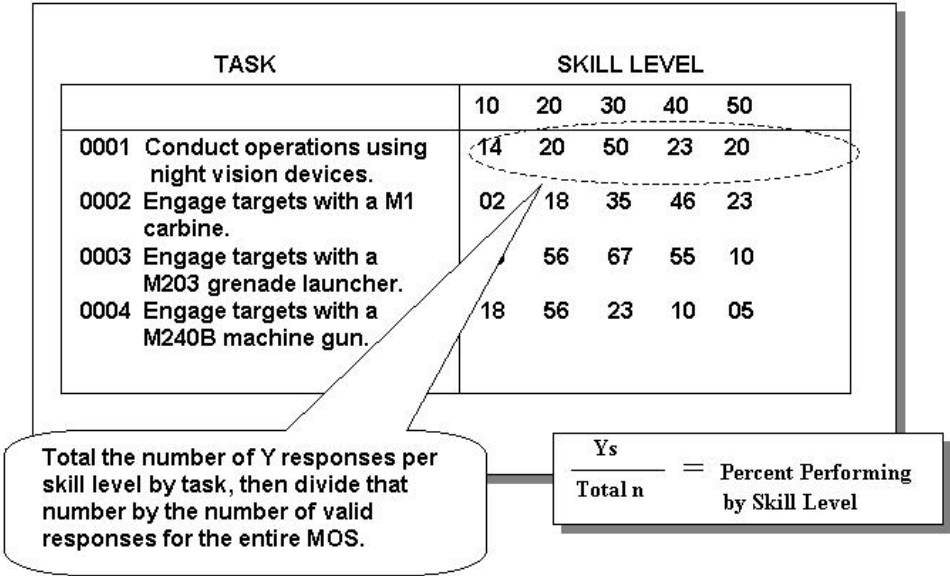 TASK SKILL LEVEL
10 20 30 40 50
0001 Conduct operations using 14 20 50 23 20
night vision devices.
0002 Engage targets with a M1 02 18 35 46 23
carbine.
0003 Engage targets with a 56 67 55 10
M203 grenade launcher.
0004 Engage targets with a 18 56 23 10 05
M240B machine gun.
Total the number of Y responses per
skill level by task, then divide that
number by the number of valid
responses for the entire MOS.
Ys
Total n
= Percent Performing
by Skill Level